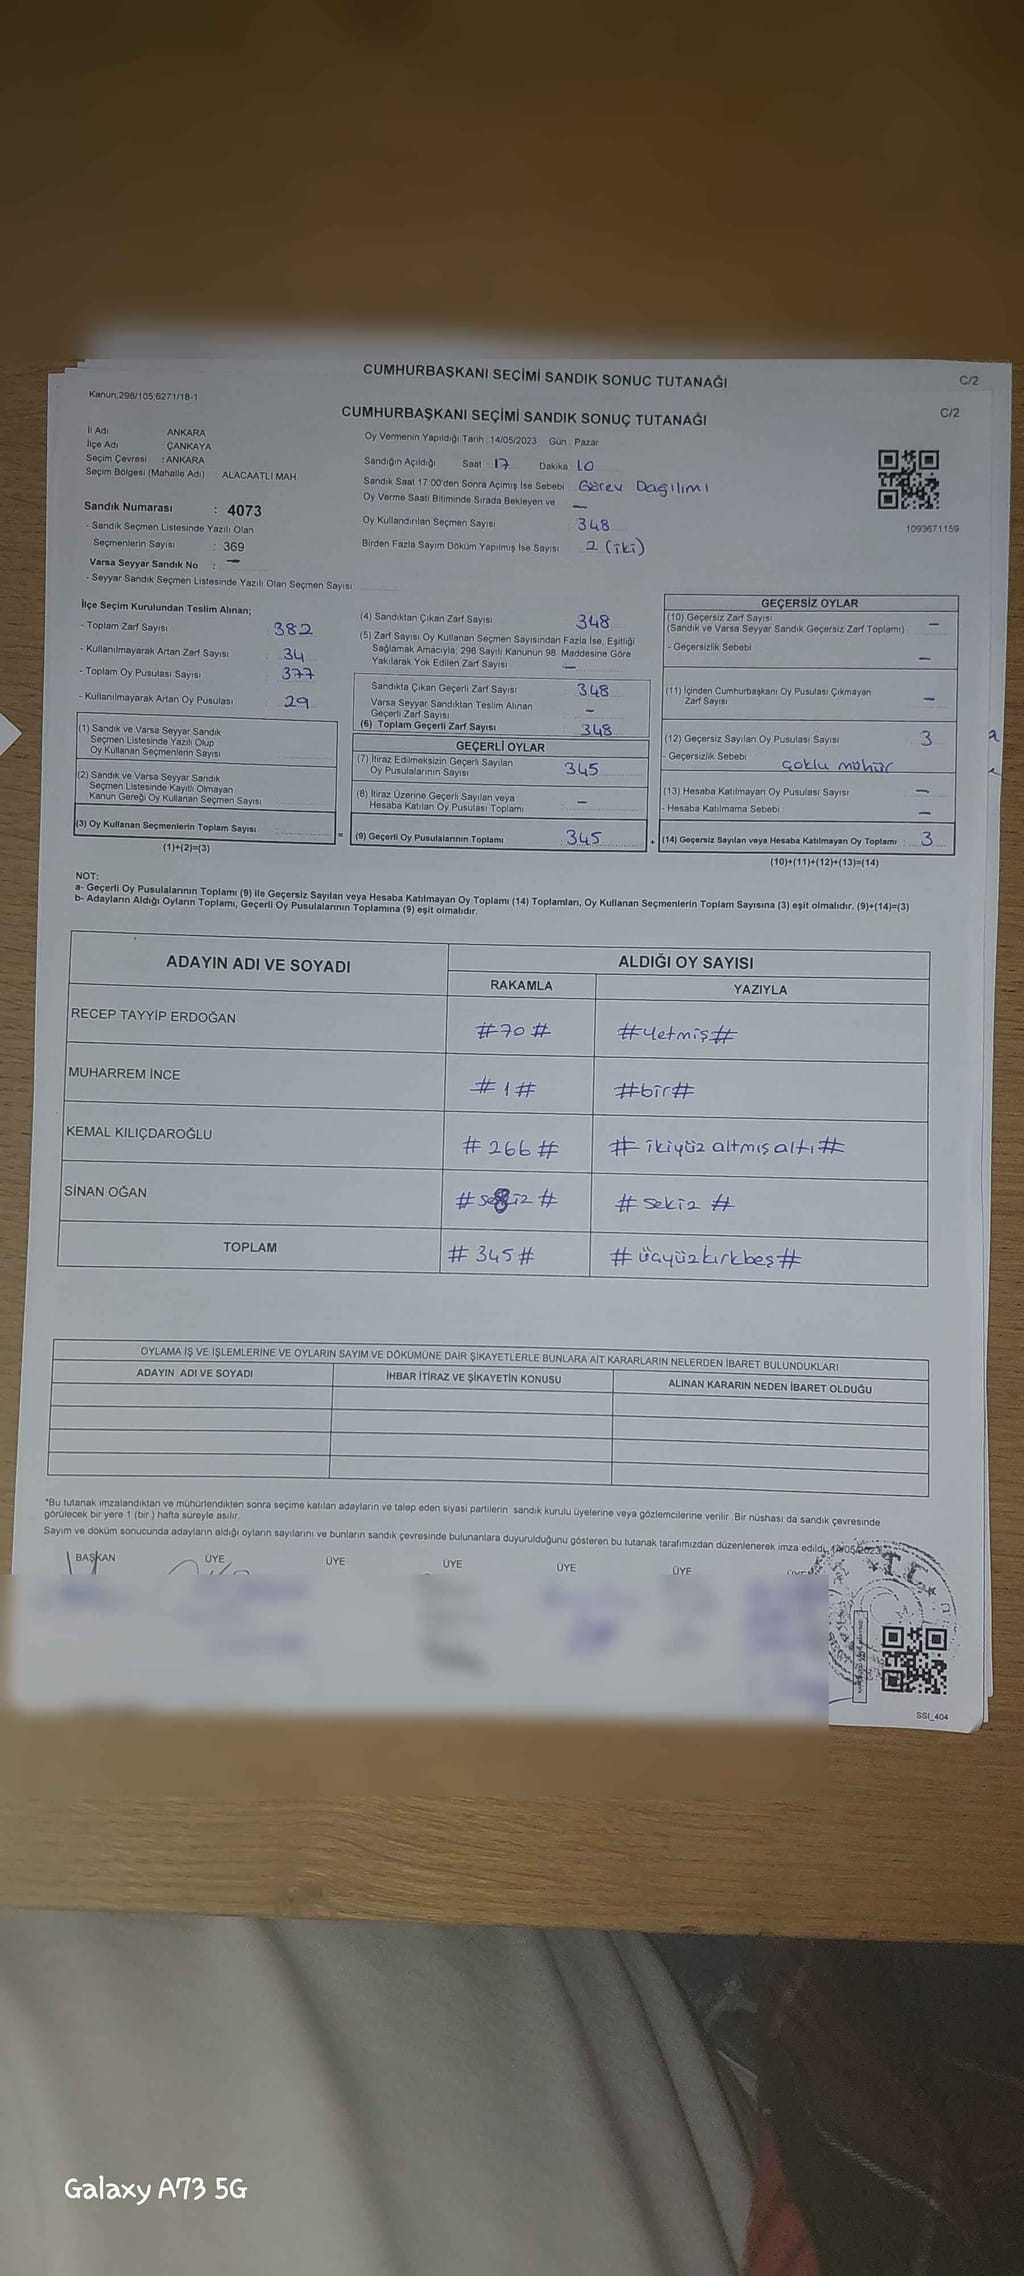 CUMHURBAŞKANI SEÇİMİ SANDIK SONUC TUTANAĞI
C/2
Kanun:298/105;6271/18-1
CUMHURBAŞKANI SEÇİMİ SANDIK SONUÇ TUTANAĞI
C/2
İl Adı ANKARA
İlçe Adı : ÇANKAYA
Seçim Çevresi : ANKARA
Seçim Bölgesi (Mahalle Adı) : ALACAATLI MAH
Sandık Numarası : 4073
- Sandık Seçmen Listesinde Yazılı Olan
Seçmenlerin Sayısı : 369
Varsa Seyyar Sandık No : —
- Seyyar Sandık Seçmen Listesinde Yazılı Olan Seçmen Sayısı
Oy Vermenin Yapıldığı Tarih 14/05/2023 Gün : Pazar
Sandığın Açıldığı Saat 17 Dakika 10
Sandık Saat 17:00'den Sonra Açımış İse Sebebi Görev Dağılımı
Oy Verme Saati Bitiminde Sırada Bekleyen ve —
Oy Kullandırılan Seçmen Sayısı 348
Birden Fazla Sayım Döküm Yapılmış İse Sayısı 2 (iki)
1093671159
İlçe Seçim Kurulundan Teslim Alınan;
- Toplam Zarf Sayısı 382
- Kullanılmayarak Artan Zarf Sayısı 34
- Toplam Oy Pusulası Sayısı 377
- Kullanılmayarak Artan Oy Pusulası 29
(1) Sandık ve Varsa Seyyar Sandık
Seçmen Listesinde Yazılı Olup
Oy Kullanan Seçmenlerin Sayısı
(2) Sandık ve Varsa Seyyar Sandık
Seçmen Listesinde Kayıtlı Olmayan
Kanun Gereği Oy Kullanan Seçmen Sayısı
(3) Oy Kullanan Seçmenlerin Toplam Sayısı
(1)+(2)=(3)
=
(4) Sandıktan Çıkan Zarf Sayısı 348
(5) Zarf Sayısı Oy Kullanan Seçmen Sayısından Fazla İse, Eşitliği
Sağlamak Amacıyla, 298 Sayılı Kanunun 98. Maddesine Göre
Yakılarak Yok Edilen Zarf Sayısı —
Sandıkta Çıkan Geçerli Zarf Sayısı 348
Varsa Seyyar Sandıktan Teslim Alınan
Geçerli Zarf Sayısı —
(6) Toplam Geçerli Zarf Sayısı 348
GEÇERLİ OYLAR
(7) İtiraz Edilmeksizin Geçerli Sayılan
Oy Pusulalarının Sayısı 345
(8) İtiraz Üzerine Geçerli Sayılan veya
Hesaba Katılan Oy Pusulası Toplamı —
(9) Geçerli Oy Pusulalarının Toplamı 345
+
GEÇERSİZ OYLAR
(10) Geçersiz Zarf Sayısı
(Sandık ve Varsa Seyyar Sandık Geçersiz Zarf Toplamı) —
- Geçersizlik Sebebi —
(11) İçinden Cumhurbaşkanı Oy Pusulası Çıkmayan
Zarf Sayısı —
(12) Geçersiz Sayılan Oy Pusulası Sayısı 3
- Geçersizlik Sebebi çoklu mühür
(13) Hesaba Katılmayan Oy Pusulası Sayısı —
- Hesaba Katılmama Sebebi —
(14) Geçersiz Sayılan veya Hesaba Katılmayan Oy Toplamı : 3
(10)+(11)+(12)+(13)=(14)
NOT:
a- Geçerli Oy Pusulalarının Toplamı (9) ile Geçersiz Sayılan veya Hesaba Katılmayan Oy Toplamı (14) Toplamları, Oy Kullanan Seçmenlerin Toplam Sayısına (3) eşit olmalıdır. (9)+(14)=(3)
b- Adayların Aldığı Oyların Toplamı, Geçerli Oy Pusulalarının Toplamına (9) eşit olmalıdır.
ADAYIN ADI VE SOYADI ALDIĞI OY SAYISI
RAKAMLA YAZIYLA
RECEP TAYYİP ERDOĞAN #70# #Yetmiş#
MUHARREM İNCE #1# #bir#
KEMAL KILIÇDAROĞLU #266# #ikiyüz altmış altı#
SİNAN OĞAN #8# #sekiz#
TOPLAM #345# #üçyüzkırkbeş#
OYLAMA İŞ VE İŞLEMLERİNE VE OYLARIN SAYIM VE DÖKÜMÜNE DAİR ŞİKAYETLERLE BUNLARA AİT KARARLARIN NELERDEN İBARET BULUNDUKLARI
ADAYIN ADI VE SOYADI İHBAR İTİRAZ VE ŞİKAYETİN KONUSU ALINAN KARARIN NEDEN İBARET OLDUĞU
*Bu tutanak imzalandıktan ve mühürlendikten sonra seçime katılan adayların ve talep eden siyasi partilerin sandık kurulu üyelerine veya gözlemcilerine verilir. Bir nüshası da sandık çevresinde
görülecek bir yere 1 (bir) hafta süreyle asılır.
Sayım ve döküm sonucunda adayların aldığı oyların sayılarını ve bunların sandık çevresinde bulunanlara duyurulduğunu gösteren bu tutanak tarafımızdan düzenlenerek imza edildi. 14/05/2023
BAŞKAN ÜYE ÜYE ÜYE ÜYE ÜYE ÜYE
T.C.
SSI_404
Galaxy A73 5G